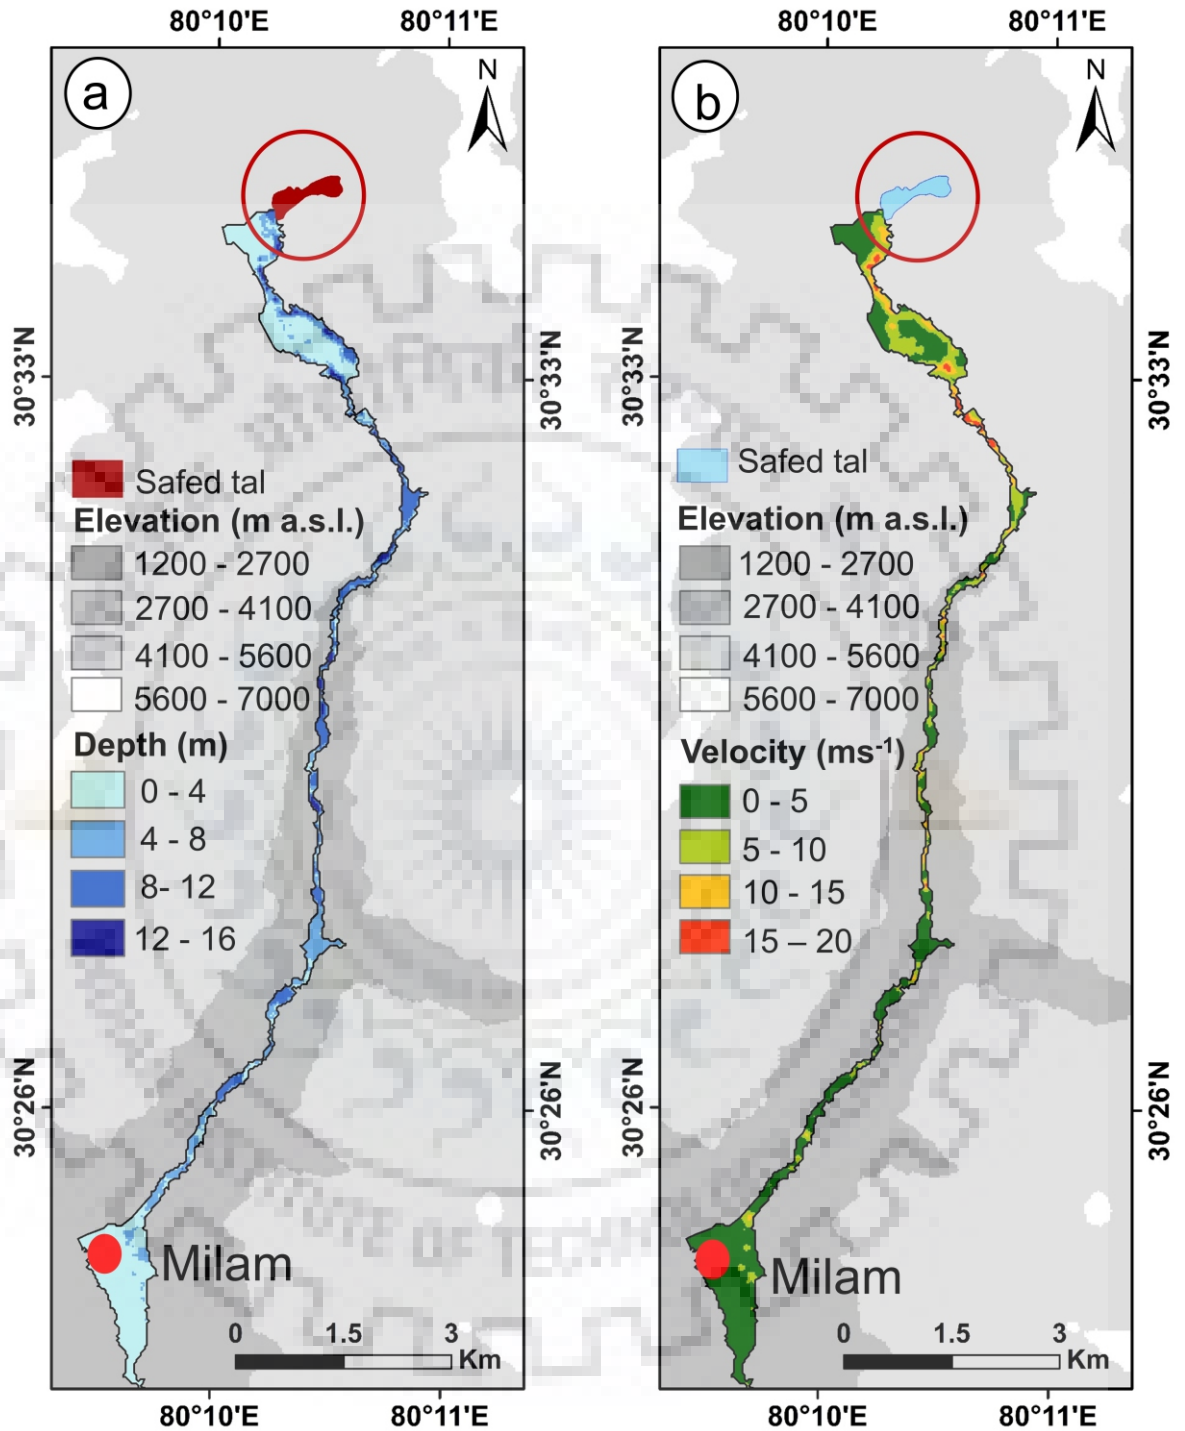 80°10'E 80°11'E
a
N
30°33'N
30°33'N
Safed tal
Elevation (m a.s.l.)
1200 - 2700
2700 - 4100
4100 - 5600
5600 - 7000
Depth (m)
0 - 4
4 - 8
8- 12
12 - 16
30°26'N
30°26'N
Milam
0 1.5 3
Km
80°10'E 80°11'E
80°10'E 80°11'E
b
N
30°33'N
30°33'N
Safed tal
Elevation (m a.s.l.)
1200 - 2700
2700 - 4100
4100 - 5600
5600 - 7000
Velocity (ms⁻¹)
0 - 5
5 - 10
10 - 15
15 – 20
30°26'N
30°26'N
Milam
0 1.5 3
Km
80°10'E 80°11'E